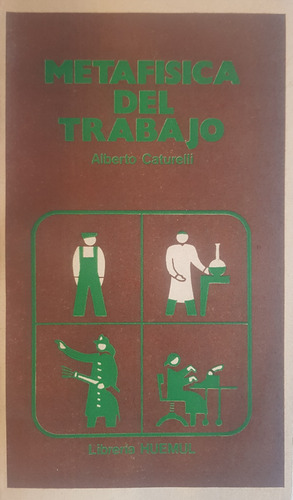 METAFISICA
DEL
TRABAJO
Alberto Caturelli
Librería HUEMUL